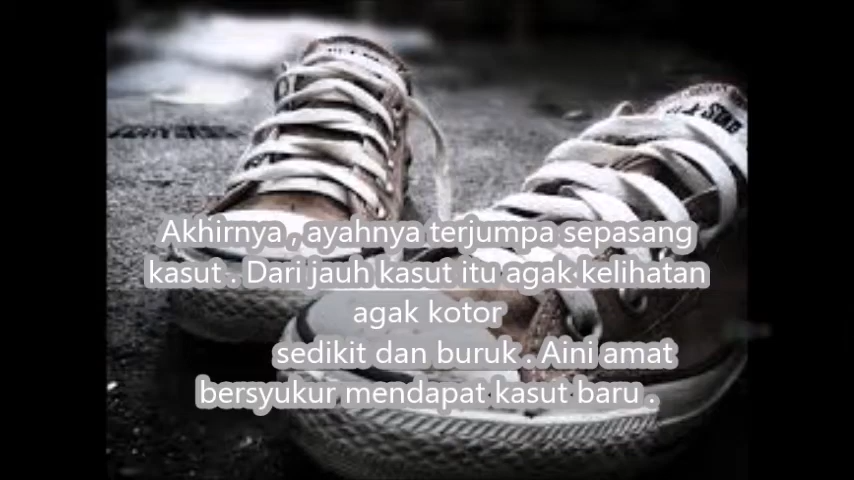 Akhirnya , ayahnya terjumpa sepasang
kasut . Dari jauh kasut itu agak kelihatan
agak kotor
sedikit dan buruk . Aini amat
bersyukur mendapat kasut baru .